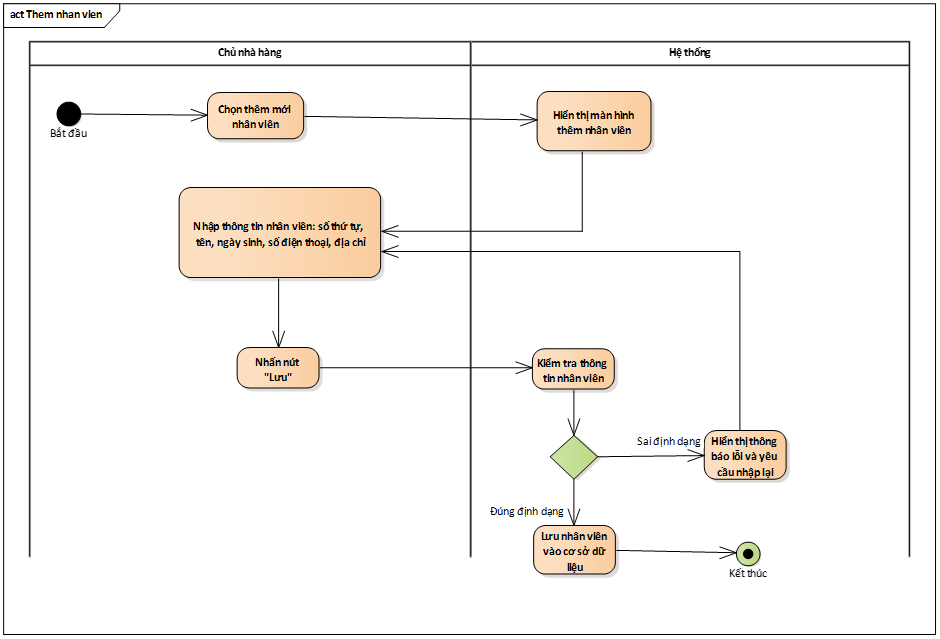 act Them nhan vien
Chủ nhà hàng
Hệ thống
Bắt đầu
Chọn thêm mới
nhân viên
Hiển thị màn hình
thêm nhân viên
Nhập thông tin nhân viên: số thứ tự,
tên, ngày sinh, số điện thoại, địa chỉ
Nhấn nút
"Lưu"
Kiểm tra thông
tin nhân viên
Sai định dạng
Hiển thị thông
báo lỗi và yêu
cầu nhập lại
Đúng định dạng
Lưu nhân viên
vào cơ sở dữ
liệu
Kết thúc